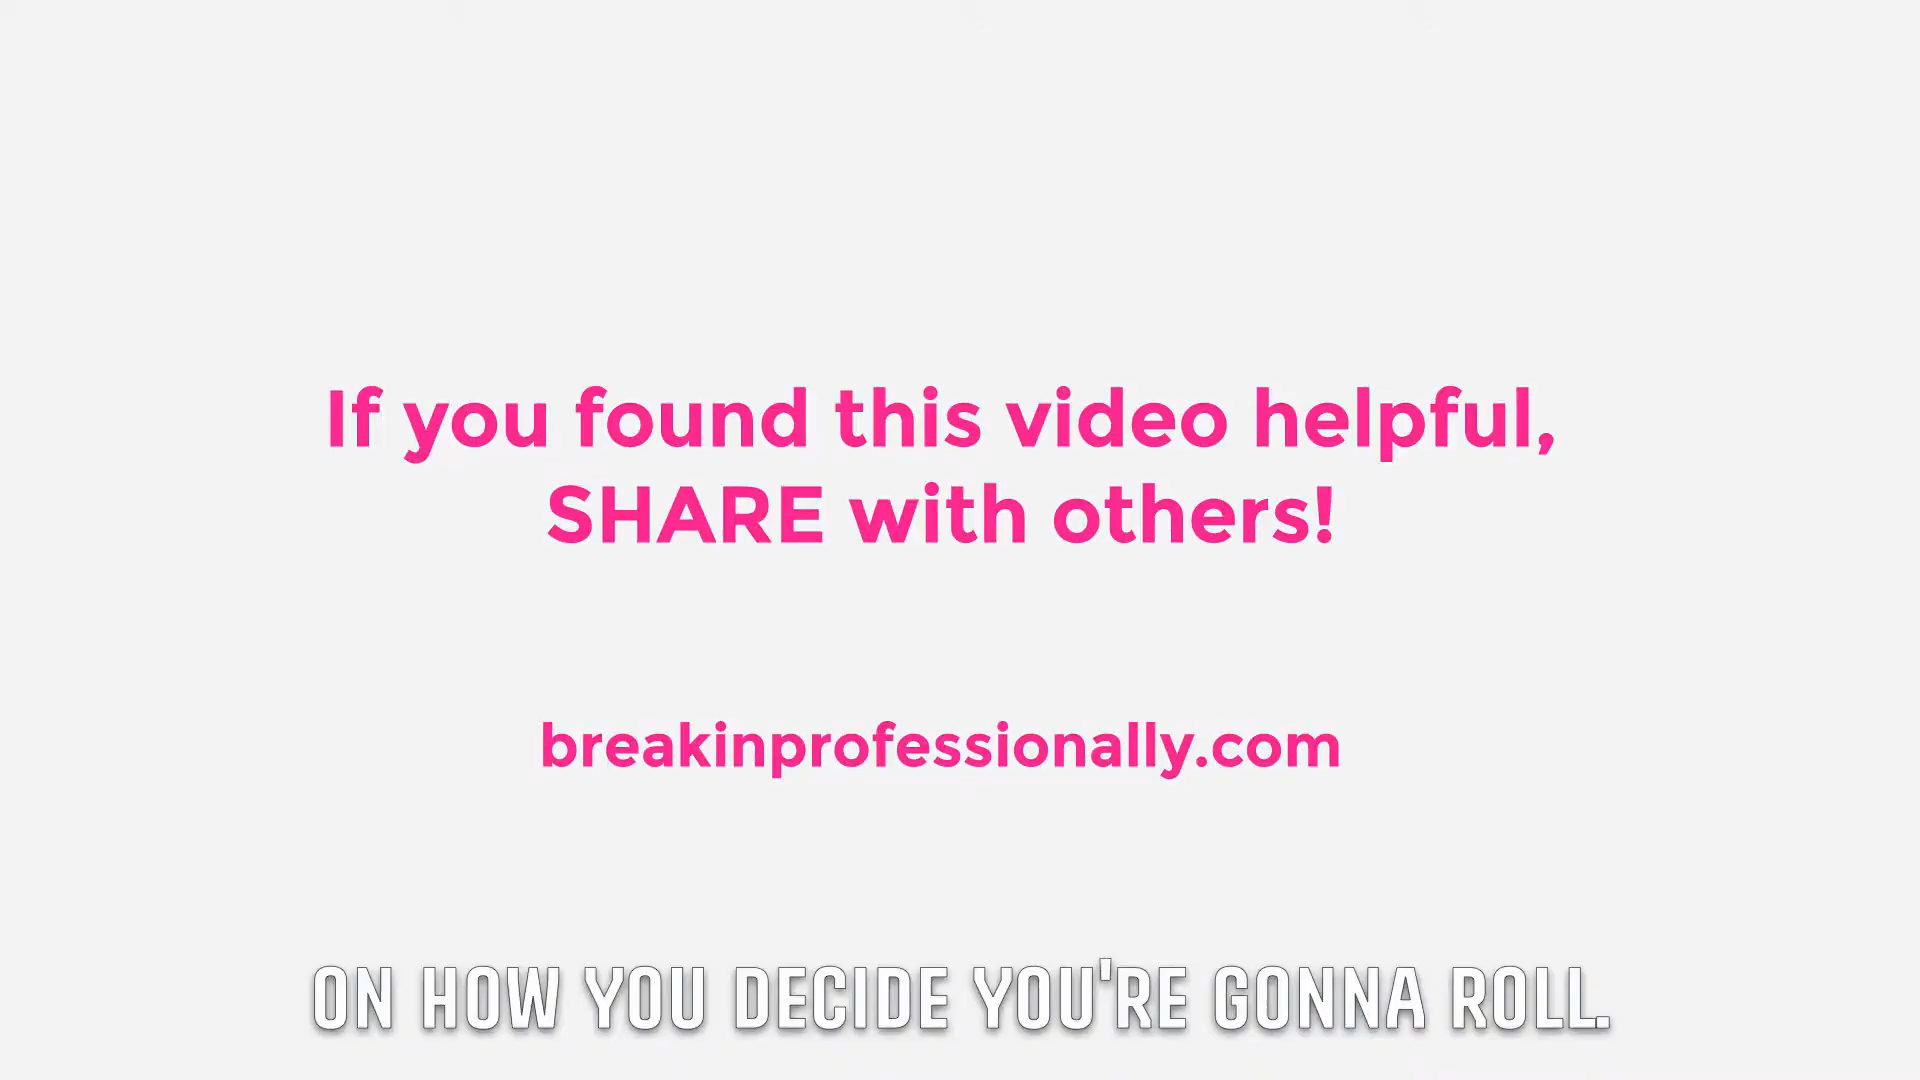 If you found this video helpful,
SHARE with others!
breakinprofessionally.com
ON HOW YOU DECIDE YOU'RE GONNA ROLL.